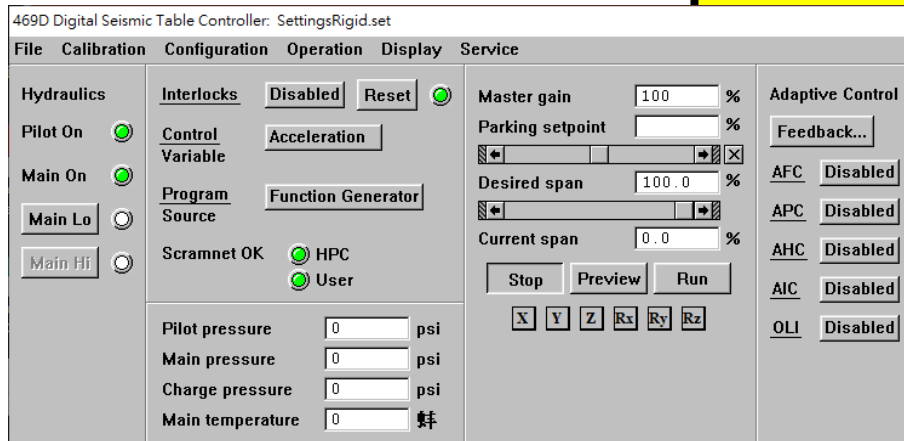 469D Digital Seismic Table Controller: SettingsRigid.set
File Calibration Configuration Operation Display Service
Hydraulics
Pilot On
Main On
Main Lo
Main Hi
Interlocks Disabled Reset
Control Variable Acceleration
Program Source Function Generator
Scramnet OK HPC
User
Pilot pressure 0 psi
Main pressure 0 psi
Charge pressure 0 psi
Main temperature 0
Master gain 100 %
Parking setpoint %
Desired span 100.0 %
Current span 0.0 %
Stop Preview Run
X Y Z Rx Ry Rz
Adaptive Control
Feedback...
AFC Disabled
APC Disabled
AHC Disabled
AIC Disabled
OLI Disabled